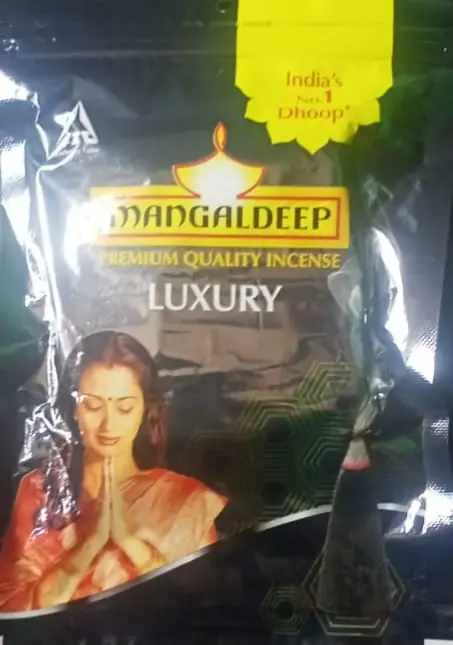 India's
No.1
Dhoop*
MANGALDEEP
PREMIUM QUALITY INCENSE
LUXURY